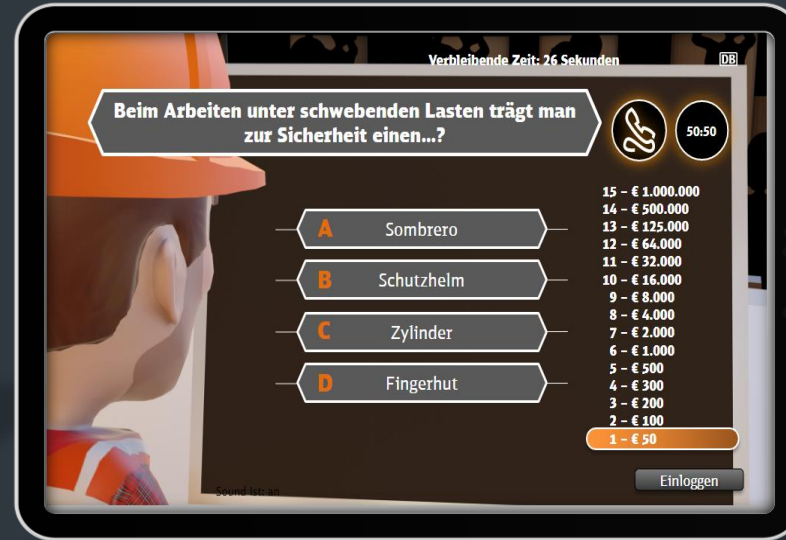 Verbleibende Zeit: 26 Sekunden
DB
Beim Arbeiten unter schwebenden Lasten trägt man
zur Sicherheit einen...?
50:50
A Sombrero
B Schutzhelm
C Zylinder
D Fingerhut
15 – € 1.000.000
14 – € 500.000
13 – € 125.000
12 – € 64.000
11 – € 32.000
10 – € 16.000
9 – € 8.000
8 – € 4.000
7 – € 2.000
6 – € 1.000
5 – € 500
4 – € 300
3 – € 200
2 – € 100
1 – € 50
Einloggen
Sound ist: an